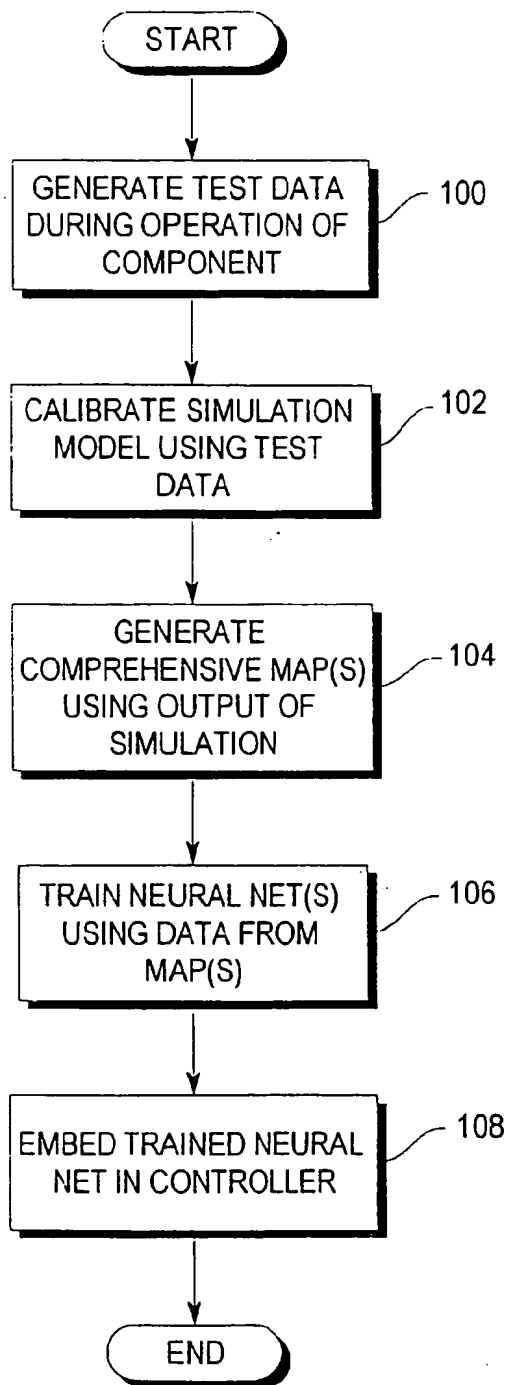 START
GENERATE TEST DATA
DURING OPERATION OF
COMPONENT
100
CALIBRATE SIMULATION
MODEL USING TEST
DATA
102
GENERATE
COMPREHENSIVE MAP(S)
USING OUTPUT OF
SIMULATION
104
TRAIN NEURAL NET(S)
USING DATA FROM
MAP(S)
106
EMBED TRAINED NEURAL
NET IN CONTROLLER
108
END